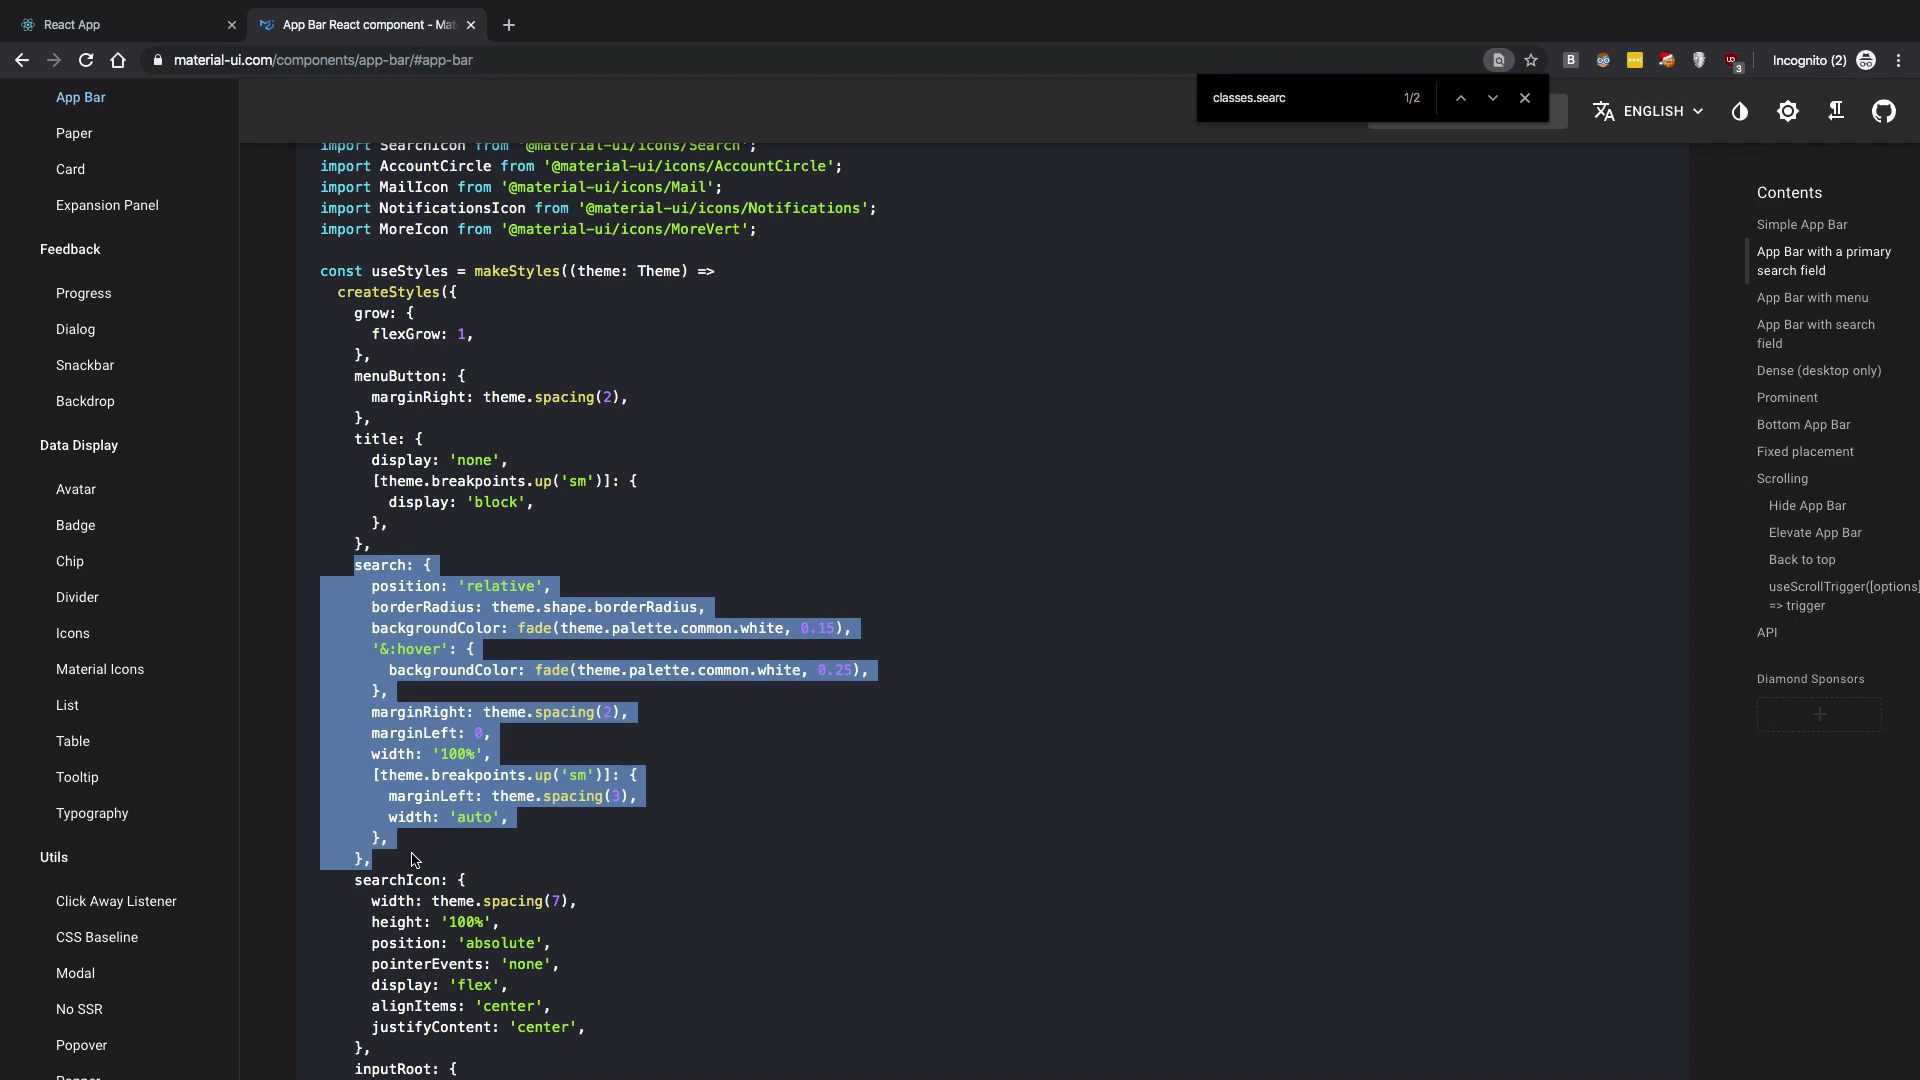 React App
App Bar React component - Mat
material-ui.com/components/app-bar/#app-bar
Incognito (2)
classes.searc
1/2
ENGLISH
App Bar
Paper
Card
Expansion Panel
Feedback
Progress
Dialog
Snackbar
Backdrop
Data Display
Avatar
Badge
Chip
Divider
Icons
Material Icons
List
Table
Tooltip
Typography
Utils
Click Away Listener
CSS Baseline
Modal
No SSR
Popover
Popper
import SearchIcon from '@material-ui/icons/Search';
import AccountCircle from '@material-ui/icons/AccountCircle';
import MailIcon from '@material-ui/icons/Mail';
import NotificationsIcon from '@material-ui/icons/Notifications';
import MoreIcon from '@material-ui/icons/MoreVert';
const useStyles = makeStyles((theme: Theme) =>
createStyles({
grow: {
flexGrow: 1,
},
menuButton: {
marginRight: theme.spacing(2),
},
title: {
display: 'none',
[theme.breakpoints.up('sm')]: {
display: 'block',
},
},
search: {
position: 'relative',
borderRadius: theme.shape.borderRadius,
backgroundColor: fade(theme.palette.common.white, 0.15),
'&:hover': {
backgroundColor: fade(theme.palette.common.white, 0.25),
},
marginRight: theme.spacing(2),
marginLeft: 0,
width: '100%',
[theme.breakpoints.up('sm')]: {
marginLeft: theme.spacing(3),
width: 'auto',
},
},
searchIcon: {
width: theme.spacing(7),
height: '100%',
position: 'absolute',
pointerEvents: 'none',
display: 'flex',
alignItems: 'center',
justifyContent: 'center',
},
inputRoot: {
Contents
Simple App Bar
App Bar with a primary
search field
App Bar with menu
App Bar with search
field
Dense (desktop only)
Prominent
Bottom App Bar
Fixed placement
Scrolling
Hide App Bar
Elevate App Bar
Back to top
useScrollTrigger([options]
=> trigger
API
Diamond Sponsors